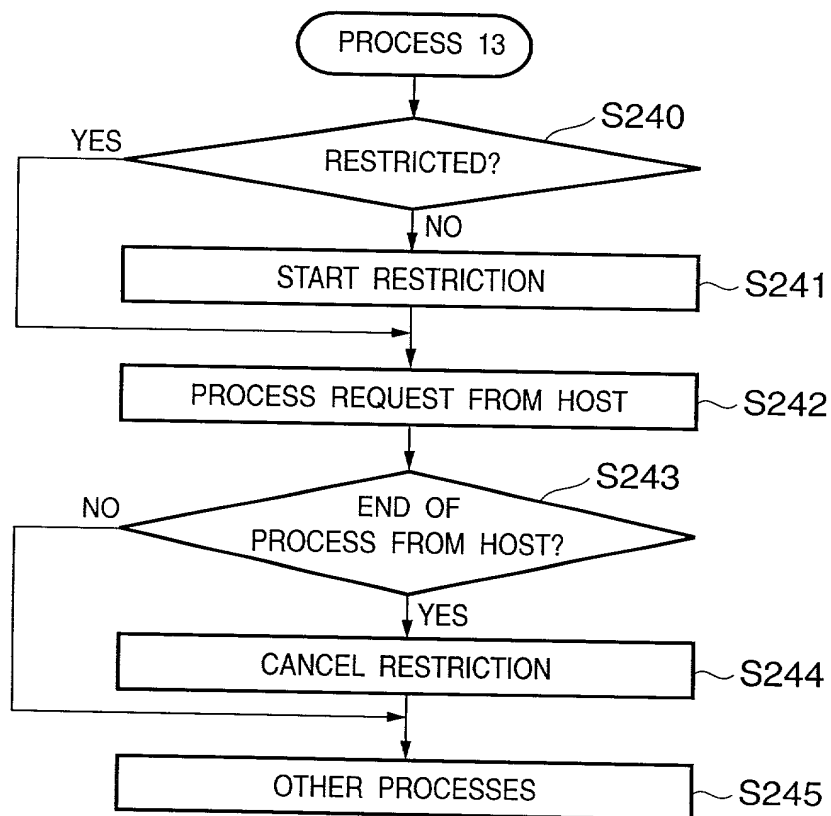 PROCESS 13
S240
YES
RESTRICTED?
NO
START RESTRICTION
S241
PROCESS REQUEST FROM HOST
S242
S243
NO
END OF
PROCESS FROM HOST?
YES
CANCEL RESTRICTION
S244
OTHER PROCESSES
S245